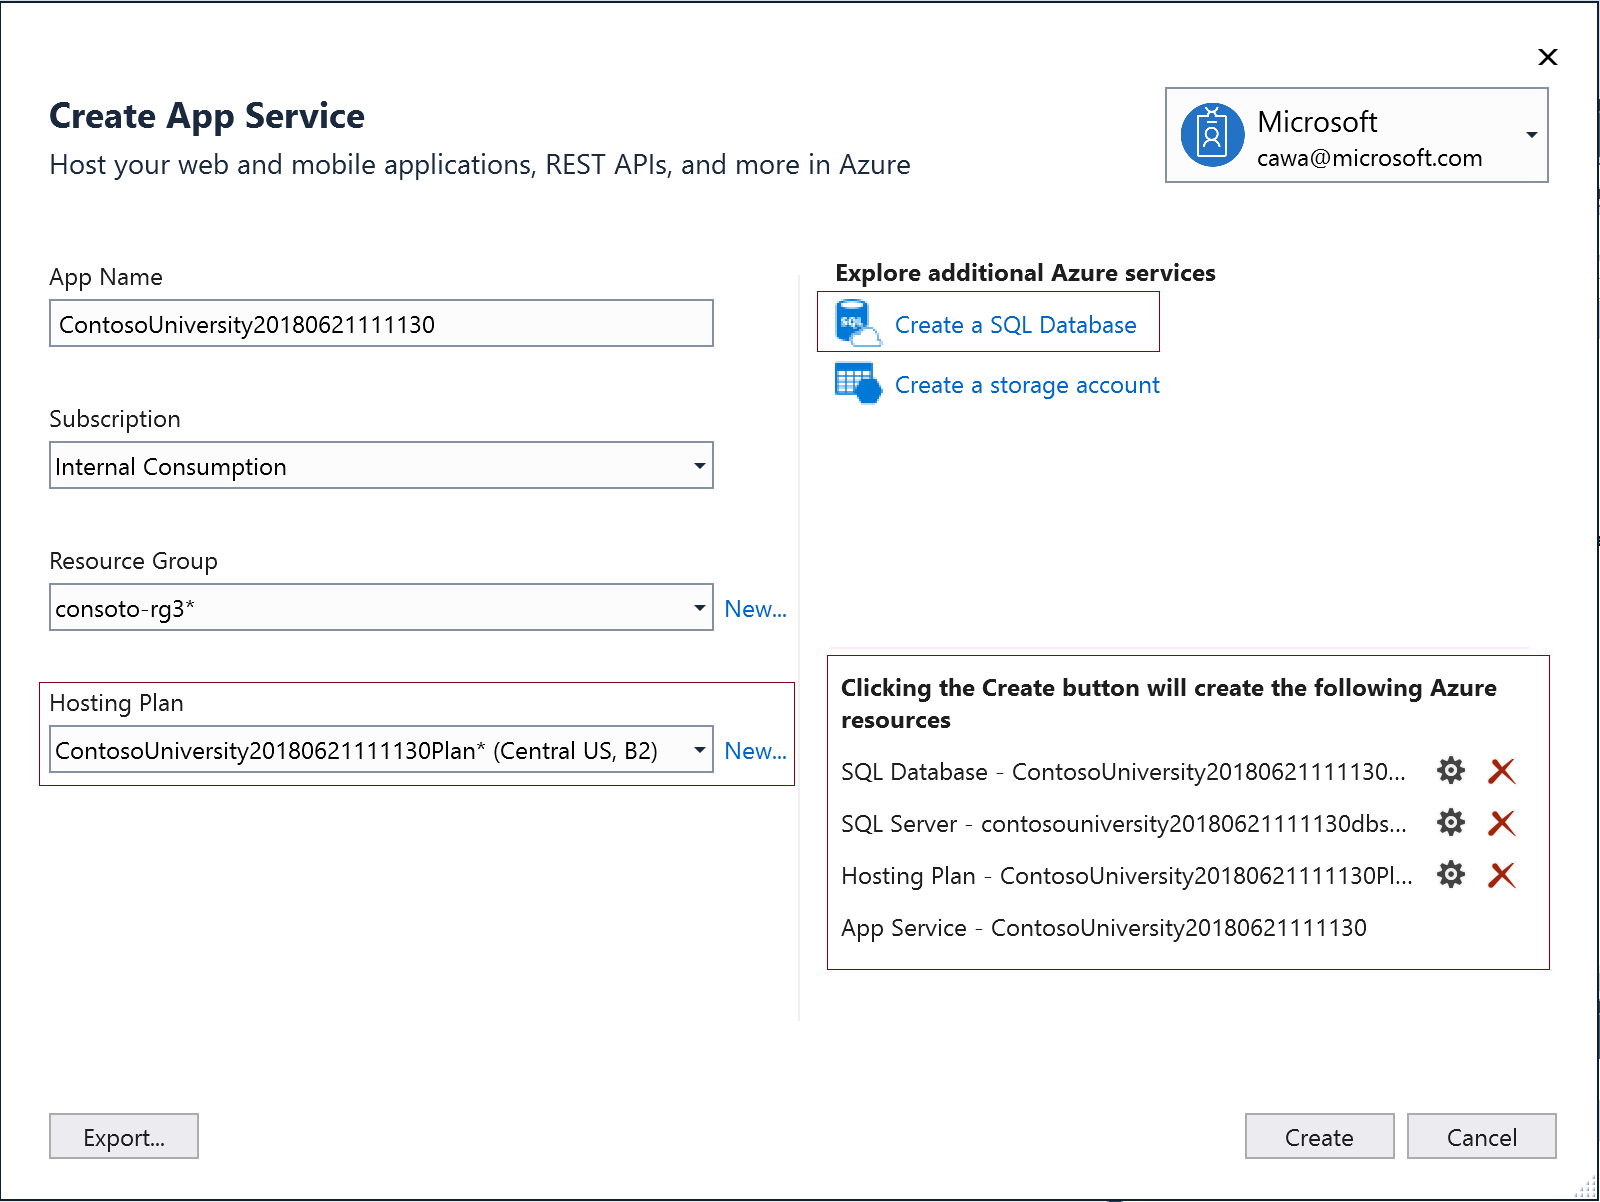 Create App Service
Host your web and mobile applications, REST APIs, and more in Azure
Microsoft
cawa@microsoft.com
App Name
ContosoUniversity20180621111130
Subscription
Internal Consumption
Resource Group
consoto-rg3*
New...
Hosting Plan
ContosoUniversity20180621111130Plan* (Central US, B2)
New...
Explore additional Azure services
SQL
Create a SQL Database
Create a storage account
Clicking the Create button will create the following Azure
resources
SQL Database - ContosoUniversity20180621111130...
SQL Server - contosouniversity20180621111130dbs...
Hosting Plan - ContosoUniversity20180621111130Pl...
App Service - ContosoUniversity20180621111130
Export...
Create
Cancel